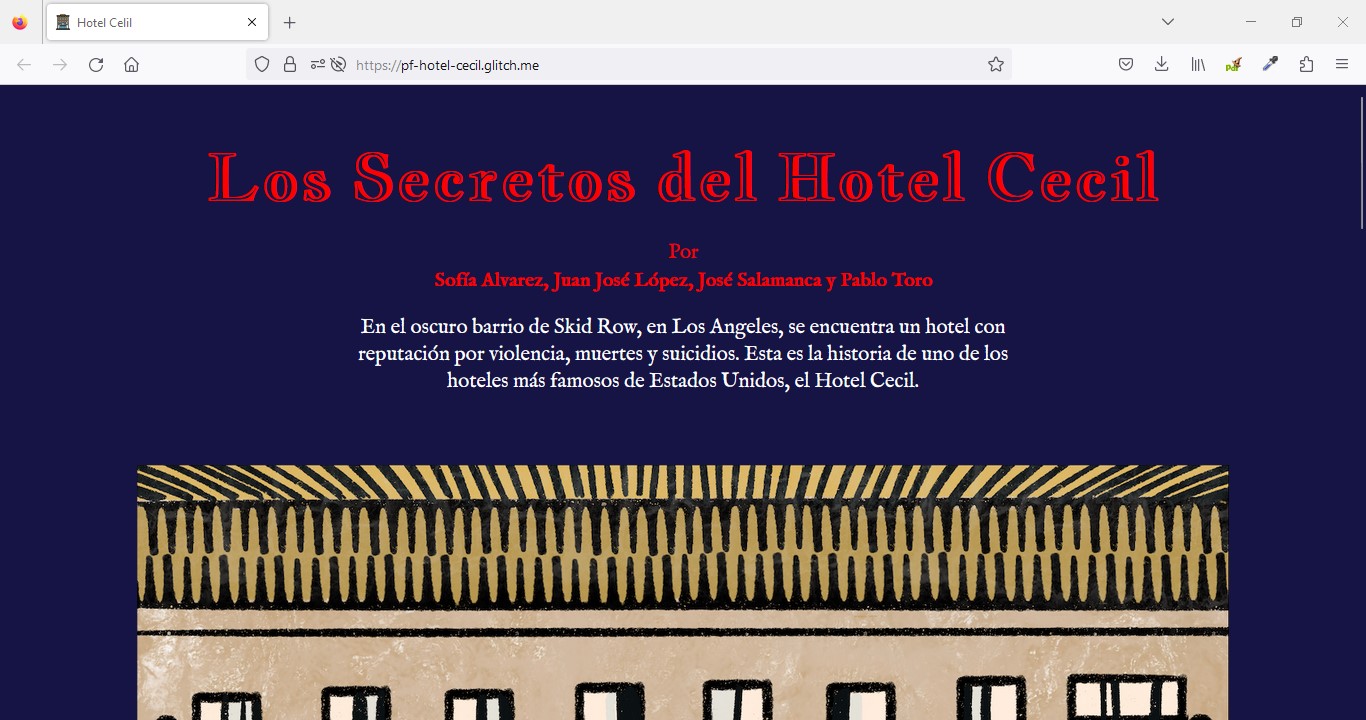 Hotel Celil
https://pf-hotel-cecil.glitch.me
Los Secretos del Hotel Cecil
Por
Sofía Alvarez, Juan José López, José Salamanca y Pablo Toro
En el oscuro barrio de Skid Row, en Los Angeles, se encuentra un hotel con
reputación por violencia, muertes y suicidios. Esta es la historia de uno de los
hoteles más famosos de Estados Unidos, el Hotel Cecil.